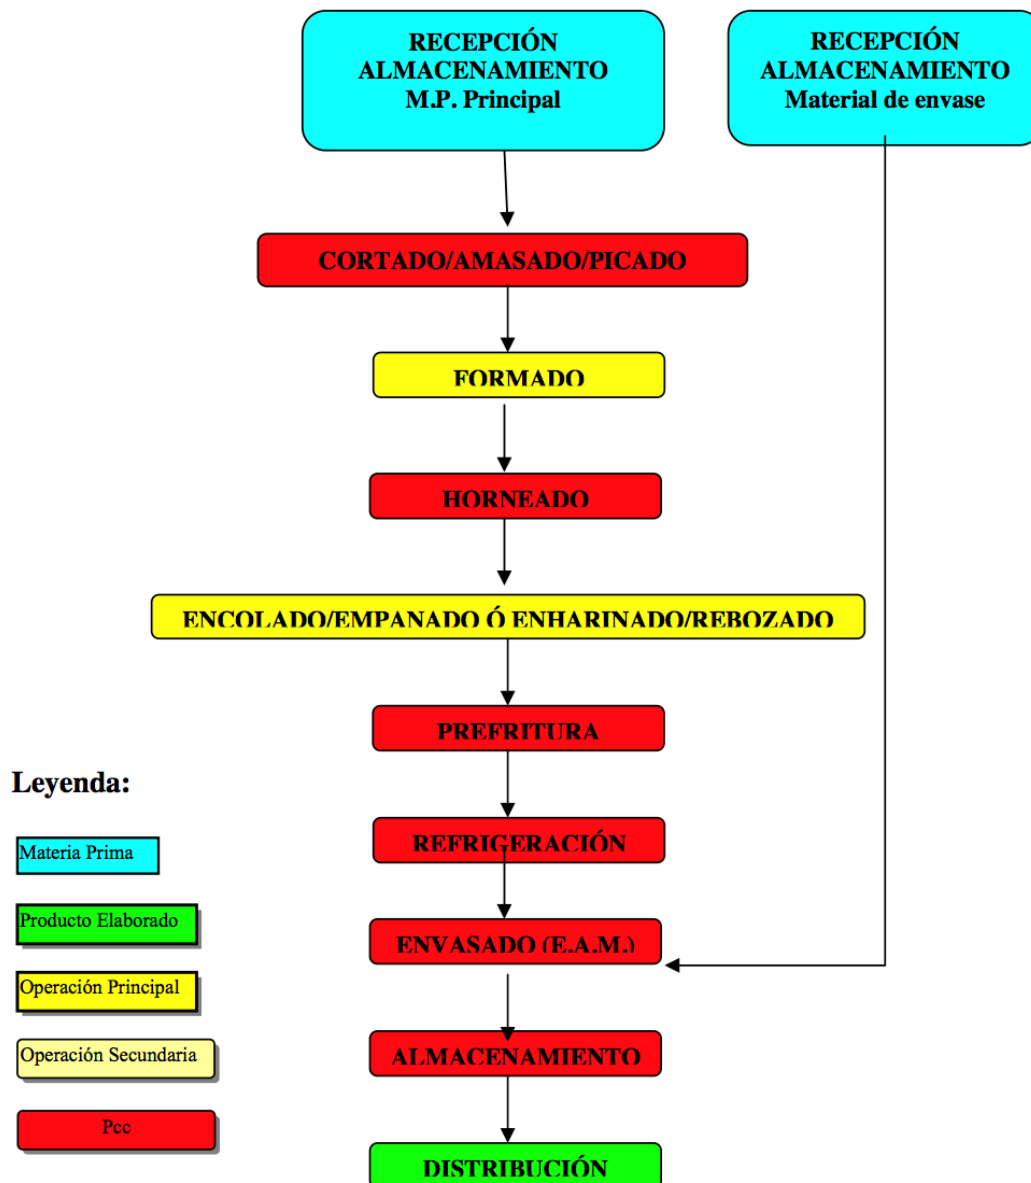 RECEPCIÓN
ALMACENAMIENTO
M.P. Principal
RECEPCIÓN
ALMACENAMIENTO
Material de envase
CORTADO/AMASADO/PICADO
FORMADO
HORNEADO
ENCOLADO/EMPANADO Ó ENHARINADO/REBOZADO
PREFRITURA
REFRIGERACIÓN
ENVASADO (E.A.M.)
ALMACENAMIENTO
DISTRIBUCIÓN
Leyenda:
Materia Prima
Producto Elaborado
Operación Principal
Operación Secundaria
Pcc